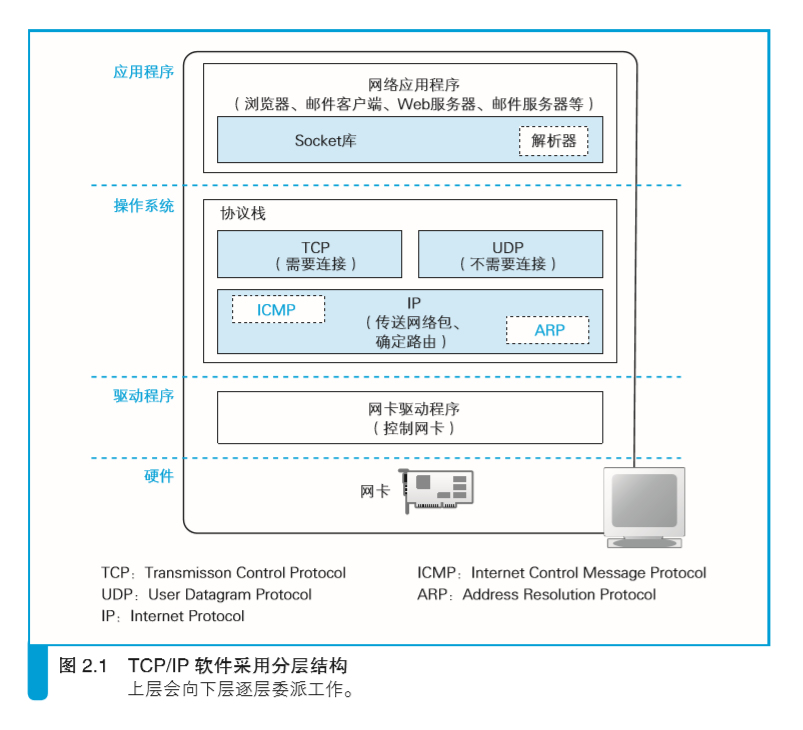 应用程序
网络应用程序
（浏览器、邮件客户端、Web服务器、邮件服务器等）
Socket库
解析器
操作系统
协议栈
TCP
（需要连接）
UDP
（不需要连接）
ICMP
IP
（传送网络包、
确定路由）
ARP
驱动程序
网卡驱动程序
（控制网卡）
硬件
网卡
TCP：Transmisson Control Protocol
UDP：User Datagram Protocol
IP：Internet Protocol
ICMP：Internet Control Message Protocol
ARP：Address Resolution Protocol
图 2.1 TCP/IP 软件采用分层结构
上层会向下层逐层委派工作。